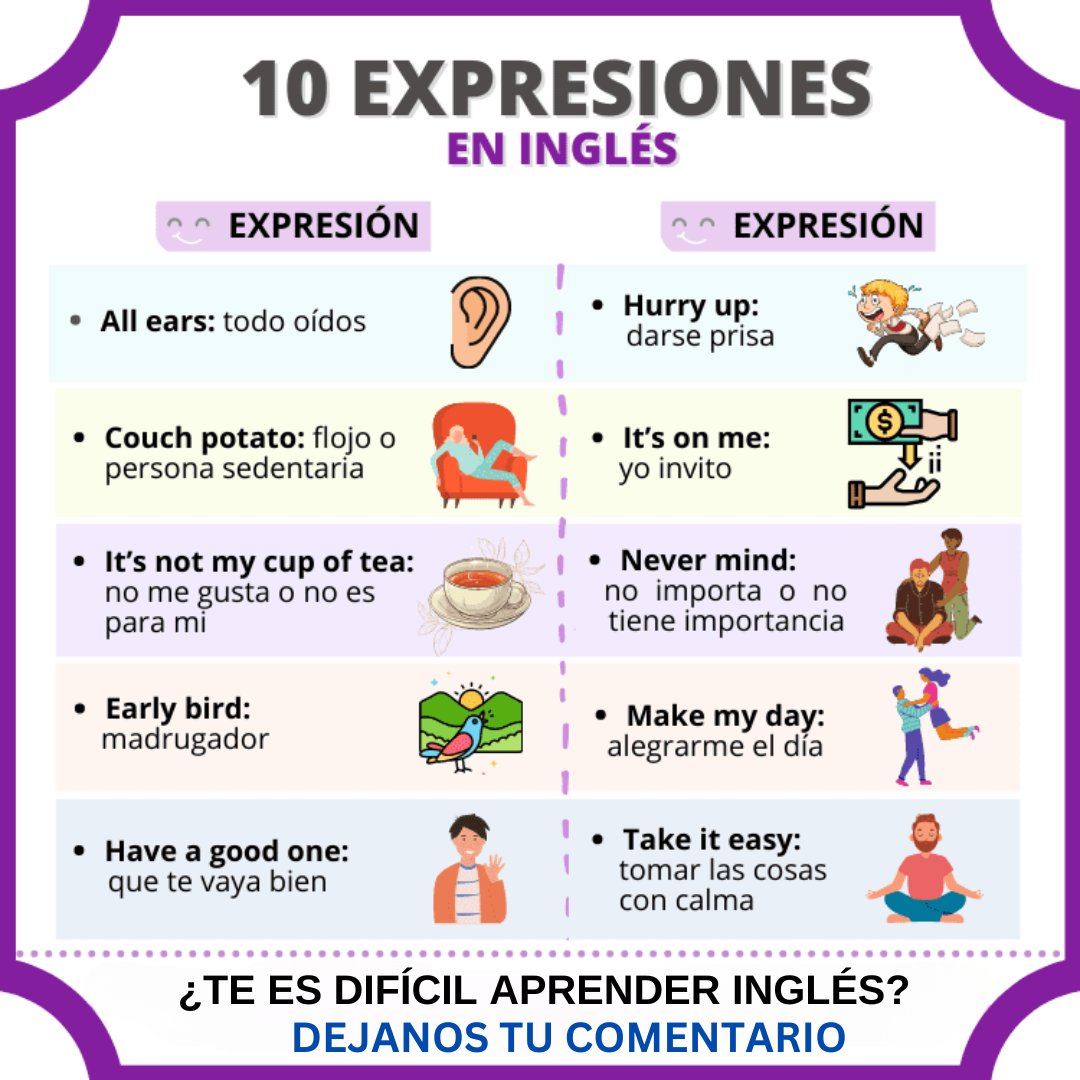 10 EXPRESIONES
EN INGLÉS
EXPRESIÓN
• All ears: todo oídos
• Couch potato: flojo o
persona sedentaria
• It’s not my cup of tea:
no me gusta o no es
para mi
• Early bird:
madrugador
• Have a good one:
que te vaya bien
EXPRESIÓN
• Hurry up:
darse prisa
• It’s on me:
yo invito
$
• Never mind:
no importa o no
tiene importancia
• Make my day:
alegrarme el día
• Take it easy:
tomar las cosas
con calma
¿TE ES DIFÍCIL APRENDER INGLÉS?
DEJANOS TU COMENTARIO